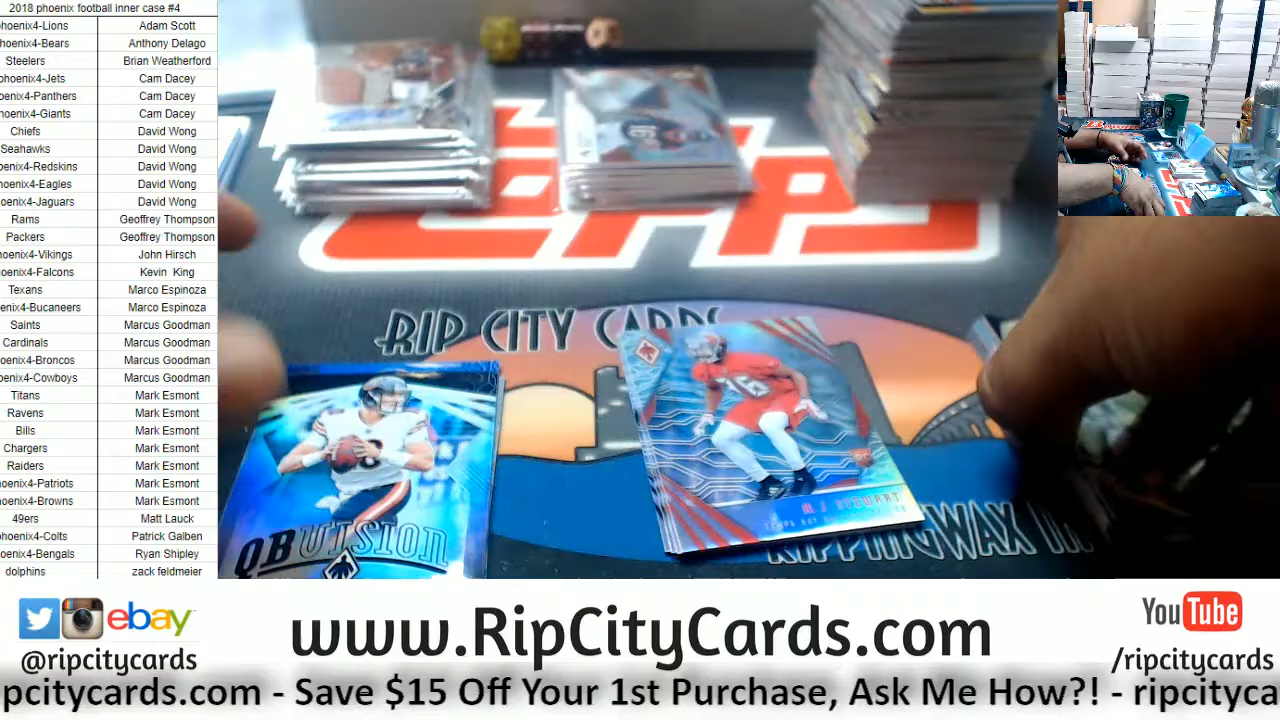 2018 phoenix football inner case #4
phoenix4-Lions Adam Scott
hoenix4-Bears Anthony Delago
Steelers Brian Weatherford
phoenix4-Jets Cam Dacey
oenix4-Panthers Cam Dacey
hoenix4-Giants Cam Dacey
Chiefs David Wong
Seahawks David Wong
oenix4-Redskins David Wong
hoenix4-Eagles David Wong
oenix4-Jaguars David Wong
Rams Geoffrey Thompson
Packers Geoffrey Thompson
hoenix4-Vikings John Hirsch
hoenix4-Falcons Kevin King
Texans Marco Espinoza
enix4-Bucaneers Marco Espinoza
Saints Marcus Goodman
Cardinals Marcus Goodman
oenix4-Broncos Marcus Goodman
oenix4-Cowboys Marcus Goodman
Titans Mark Esmont
Ravens Mark Esmont
Bills Mark Esmont
Chargers Mark Esmont
Raiders Mark Esmont
oenix4-Patriots Mark Esmont
hoenix4-Browns Mark Esmont
49ers Matt Lauck
phoenix4-Colts Patrick Galben
oenix4-Bengals Ryan Shipley
dolphins zack feldmeier
RIP CITY CARDS
QB VISION
M J STEWART
RIPPINGWAX
ebay
@ripcitycards
www.RipCityCards.com
YouTube
/ripcitycards
pcitycards.com - Save $15 Off Your 1st Purchase, Ask Me How?! - ripcityca